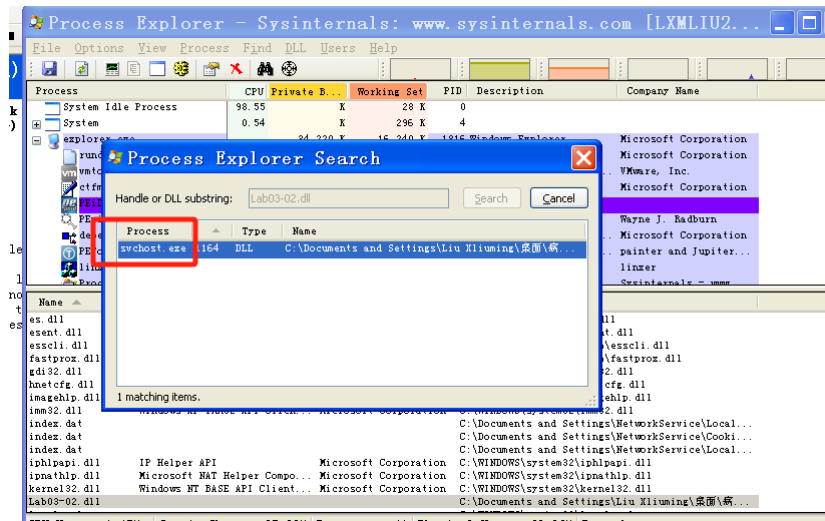 Process Explorer - Sysinternals: www.sysinternals.com [LXMLIU2...
File Options View Process Find DLL Users Help
Process CPU Private B... Working Set PID Description Company Name
System Idle Process 98.55 K 28 K 0
System 0.54 K 296 K 4
explorer.exe 34,220 K 16,240 K 1816 Windows Explorer Microsoft Corporation
Microsoft Corporation
VMware, Inc.
Microsoft Corporation
Wayne J. Radburn
Microsoft Corporation
painter and Jupiter...
linxer
Process Explorer Search
Handle or DLL substring: Lab03-02.dll Search Cancel
Process Type Name
svchost.exe 1164 DLL C:\Documents and Settings\Liu Xliuming\桌面\病...
1 matching items.
Name
es.dll
esent.dll
esscli.dll
fastprox.dll
gdi32.dll
hnetcfg.dll
imagehlp.dll
imm32.dll
index.dat C:\Documents and Settings\NetworkService\Local...
index.dat C:\Documents and Settings\NetworkService\Cooki...
index.dat C:\Documents and Settings\NetworkService\Local...
iphlpapi.dll IP Helper API Microsoft Corporation C:\WINDOWS\system32\iphlpapi.dll
ipnathlp.dll Microsoft NAT Helper Compo... Microsoft Corporation C:\WINDOWS\system32\ipnathlp.dll
kernel32.dll Windows NT BASE API Client... Microsoft Corporation C:\WINDOWS\system32\kernel32.dll
Lab03-02.dll C:\Documents and Settings\Liu Xliuming\桌面\病...